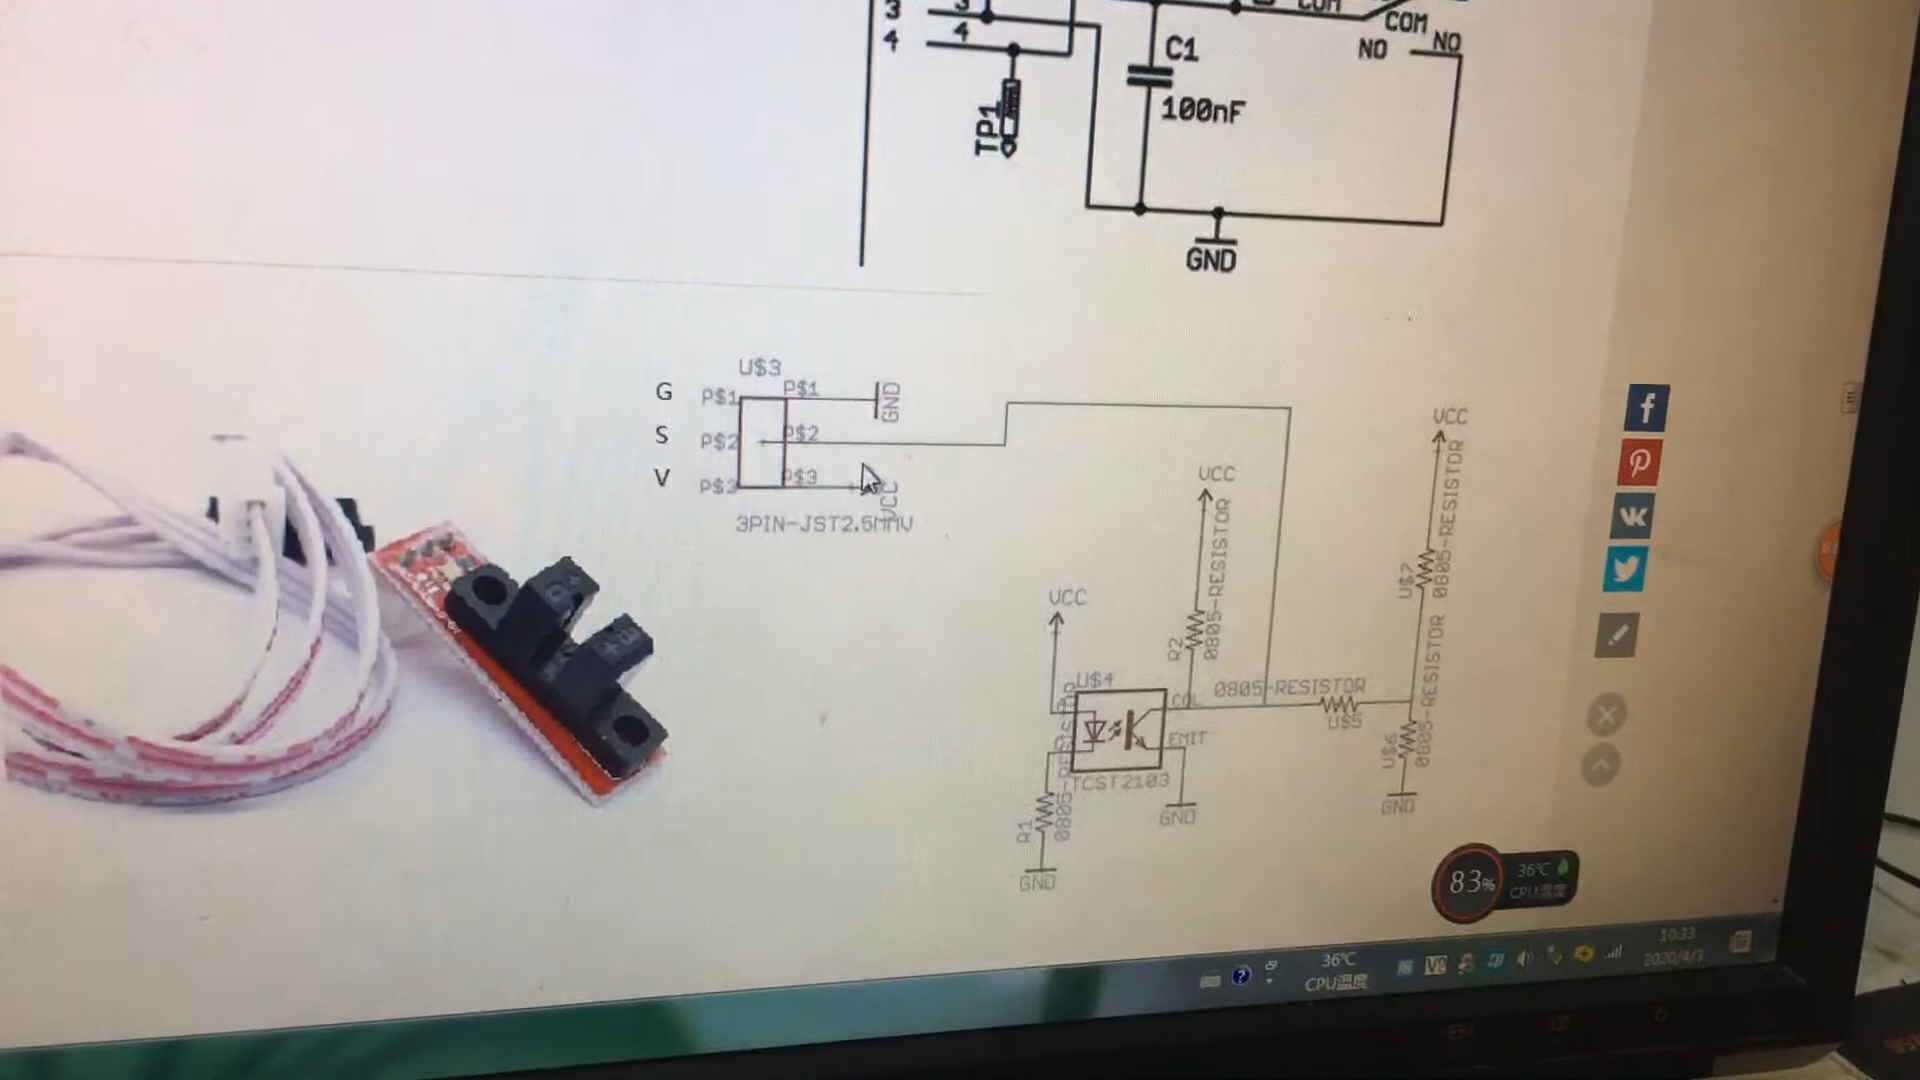 3 3
4 4
COM
COM
NO NO
C1
100nF
TP1
GND
U$3
G P$1 P$1 GND
S P$2 P$2
V P$3 P$3 VCC
3PIN-JST2.5MMV
VCC
VCC
VCC
0805-RESISTOR
U$7
R2
0805-RESISTOR
U$4
COL
0805-RESISTOR
U$5
EMIT
TCST2103
U$6
0805-RESISTOR
R1
GND
GND
GND
83%
36℃
CPU温度
36℃
CPU温度
10:33